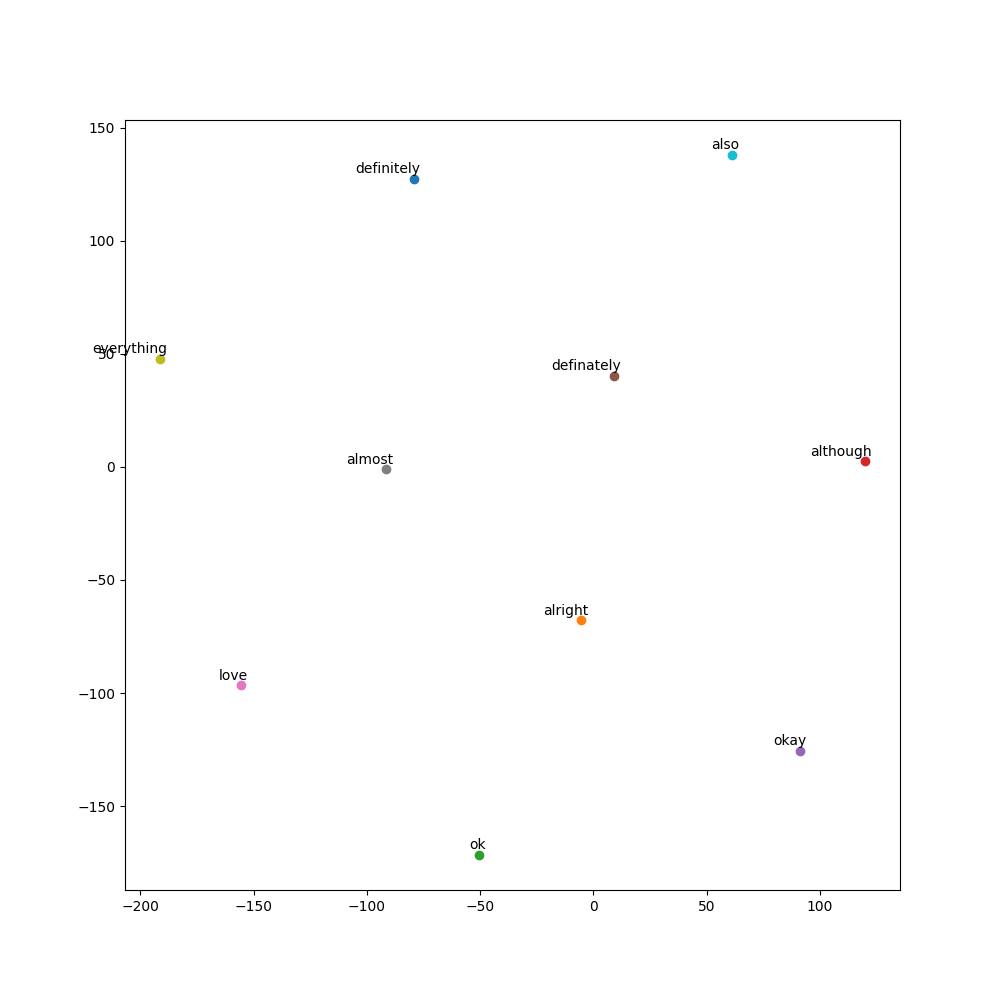 150
also
definitely
100
everything
50
definately
although
almost
0
−50
alright
love
−100
okay
−150
ok
−200
−150
−100
−50
0
50
100